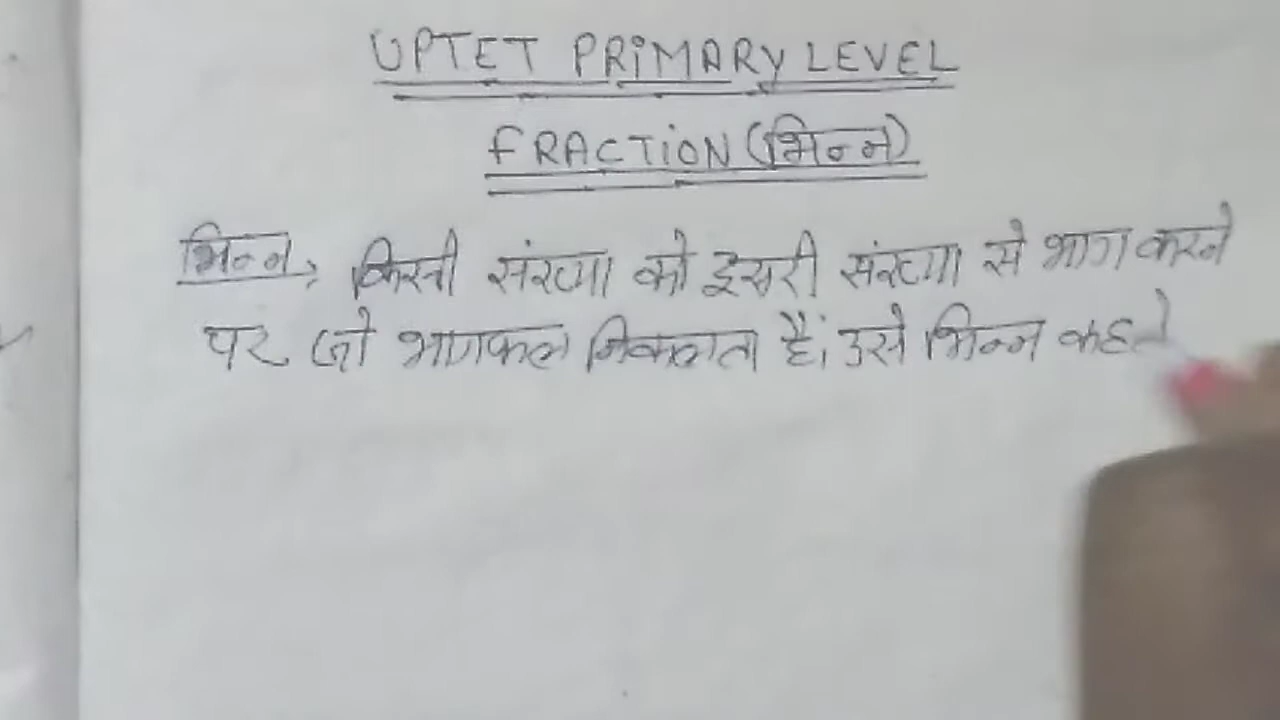 UPTET PRIMARY LEVEL
FRACTION (भिन्न)
भिन्न, किसी संख्या को दूसरी संख्या से भाग करने
पर जो भागफल निकलता है, उसे भिन्न कहते